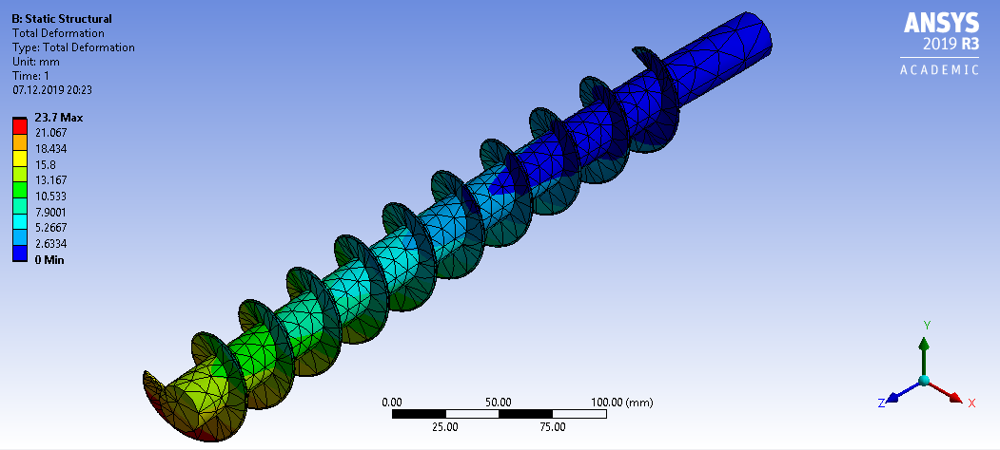 B: Static Structural
Total Deformation
Type: Total Deformation
Unit: mm
Time: 1
07.12.2019 20:23
23.7 Max
21.067
18.434
15.8
13.167
10.533
7.9001
5.2667
2.6334
0 Min
ANSYS
2019 R3
ACADEMIC
0.00 50.00 100.00 (mm)
25.00 75.00
Y
Z X